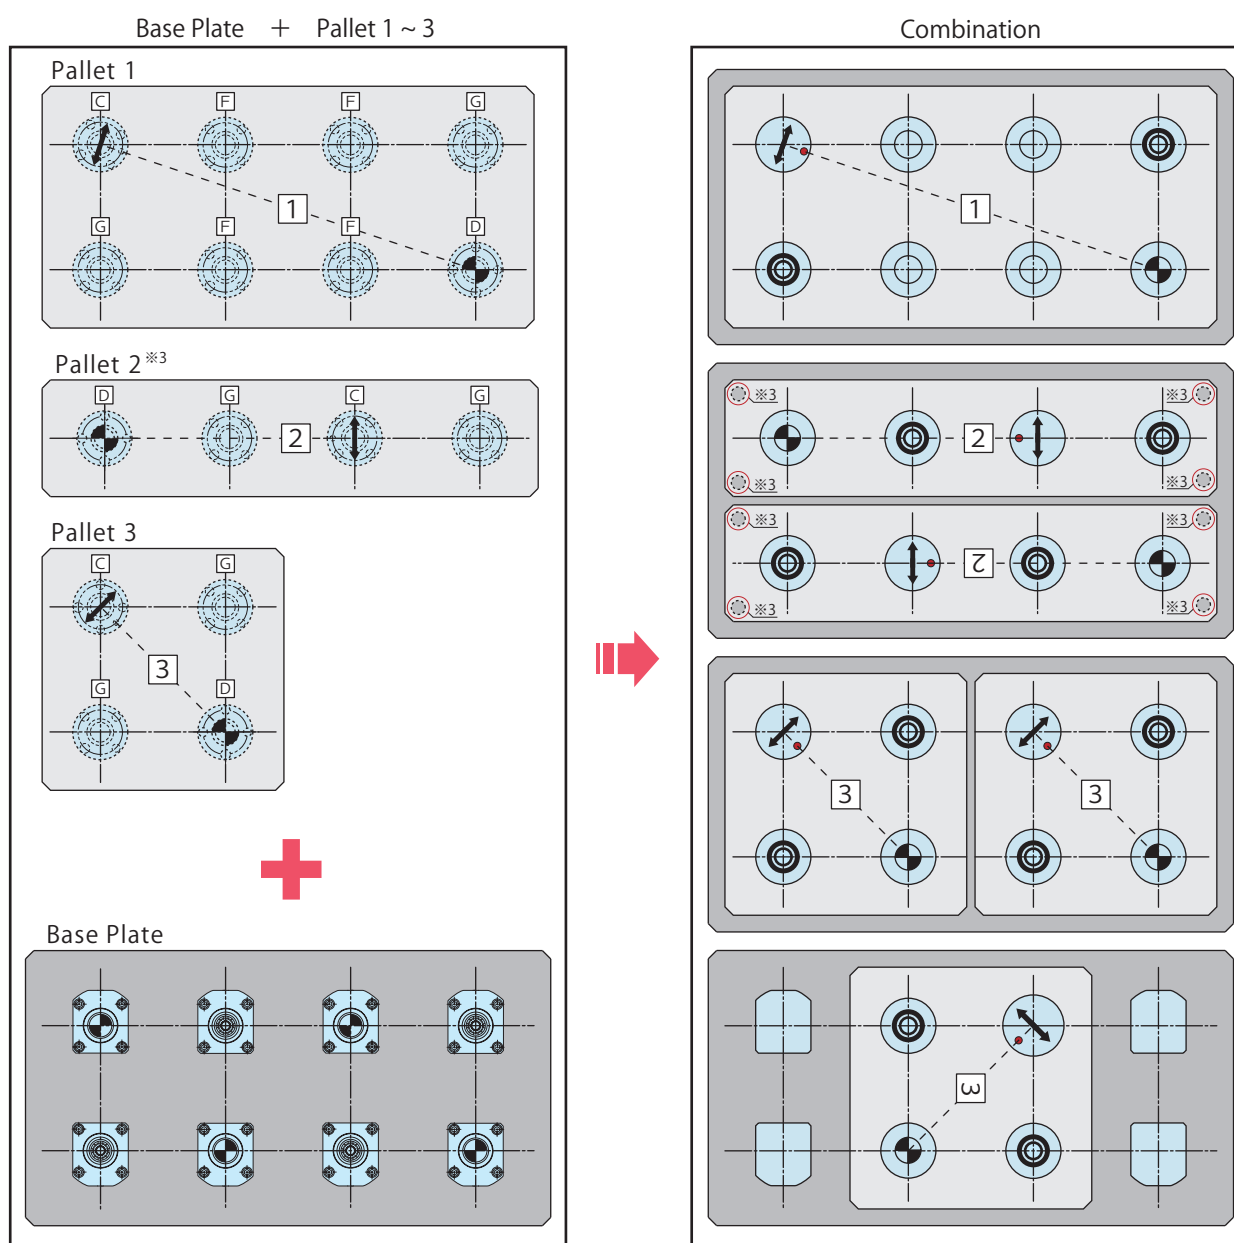 Base Plate + Pallet 1 ~ 3
Pallet 1
C F F G
1
G F F D
Pallet 2※3
D G C G
2
Pallet 3
C G
3
G D
Base Plate
Combination
1
※3 ※3
2
※3 ※3
※3 ※3
2
※3 ※3
3 3
3